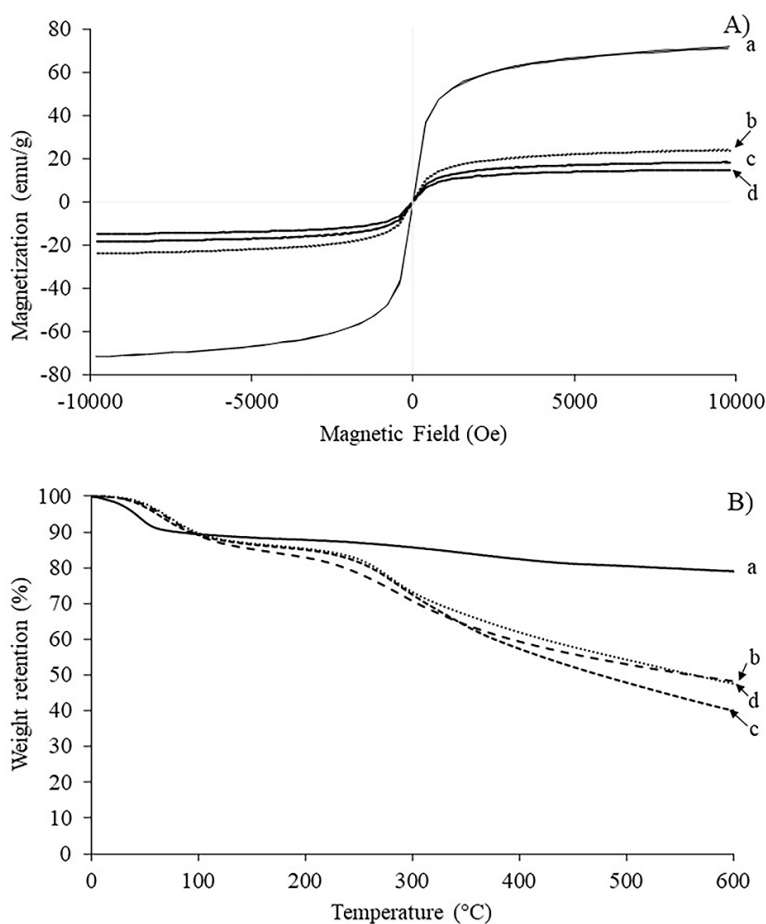 A)
80
60
40
20
0
-20
-40
-60
-80
a
b
c
d
-10000 -5000 0 5000 10000
Magnetization (emu/g)
Magnetic Field (Oe)
B)
100
90
80
70
60
50
40
30
20
10
0
a
b
d
c
0 100 200 300 400 500 600
Weight retention (%)
Temperature (°C)